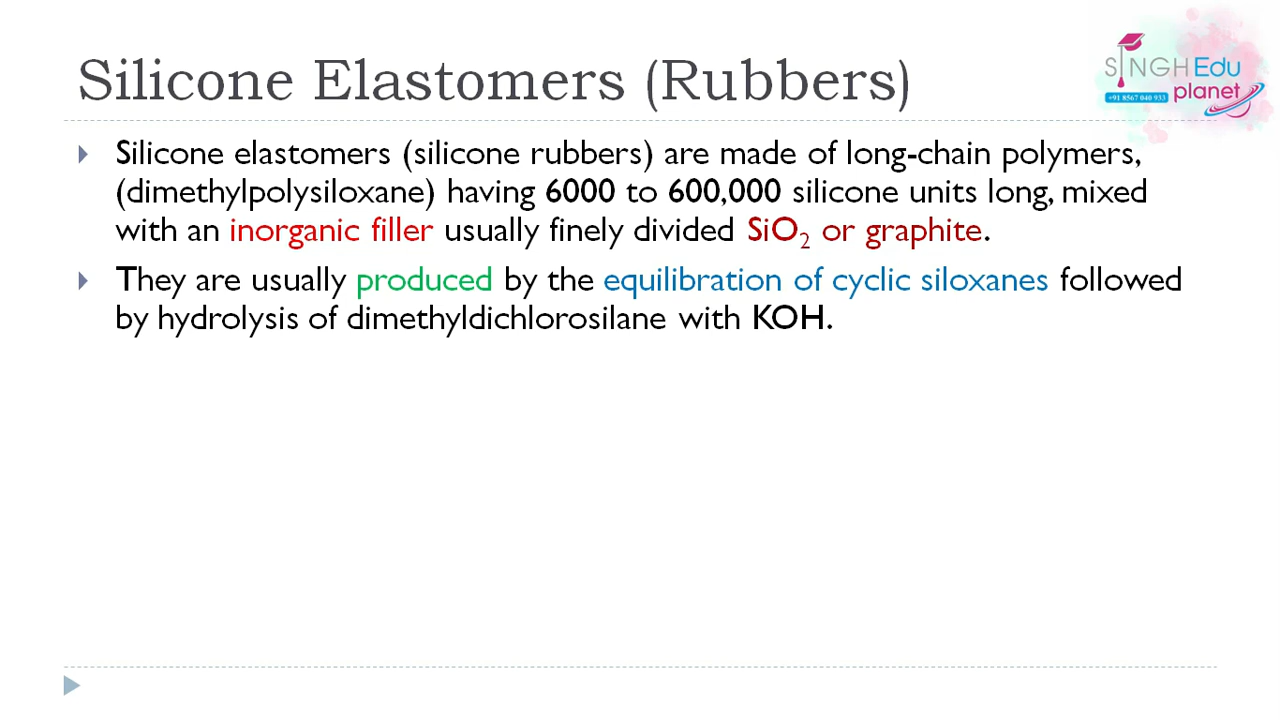 Silicone Elastomers (Rubbers)
SINGH Edu
planet
+91 8567 040 933
Silicone elastomers (silicone rubbers) are made of long-chain polymers,
(dimethylpolysiloxane) having 6000 to 600,000 silicone units long, mixed
with an inorganic filler usually finely divided SiO₂ or graphite.
They are usually produced by the equilibration of cyclic siloxanes followed
by hydrolysis of dimethyldichlorosilane with KOH.